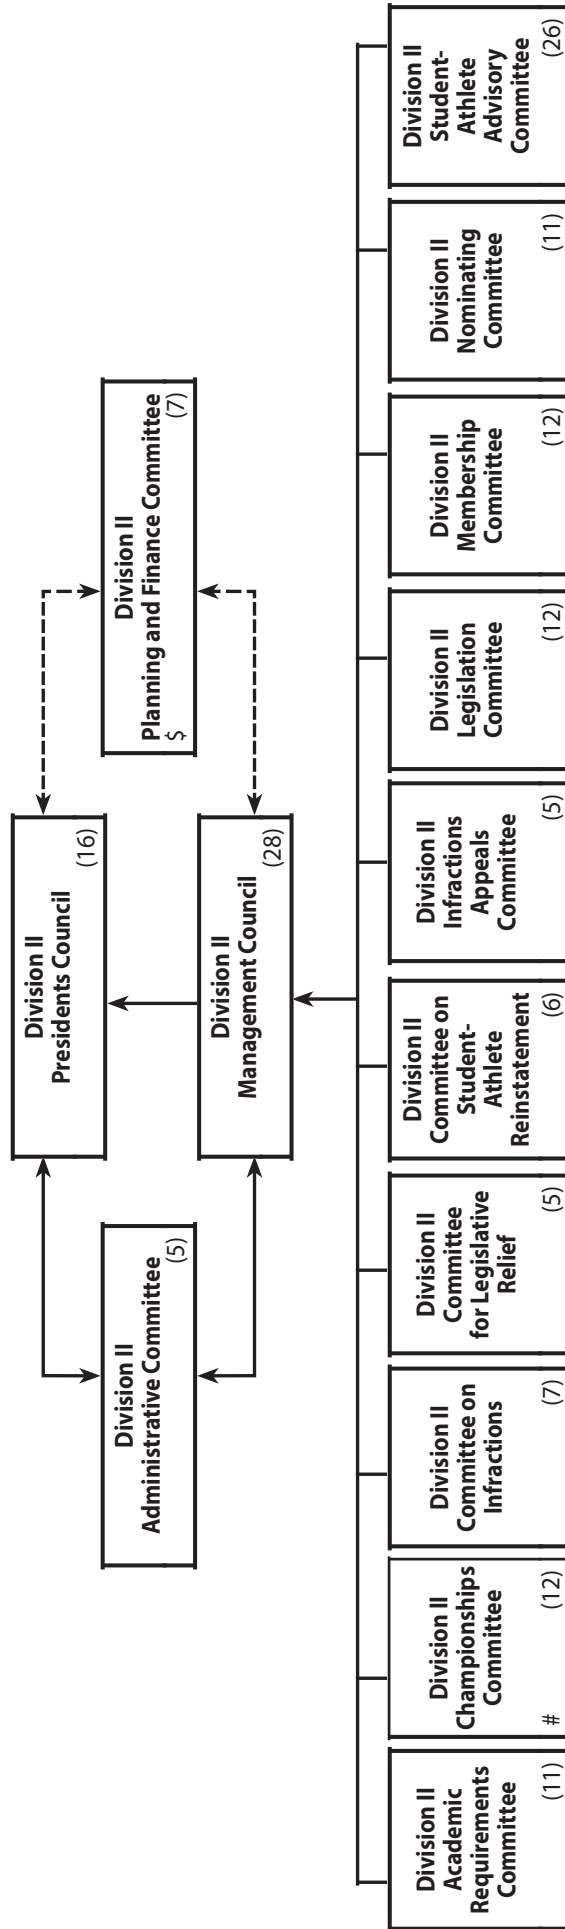 Division II
Presidents Council
(16)
Division II
Administrative Committee
(5)
Division II
Planning and Finance Committee
$
(7)
Division II
Management Council
(28)
Division II
Academic
Requirements
Committee
(11)
Division II
Championships
Committee
#
(12)
Division II
Committee on
Infractions
(7)
Division II
Committee
for Legislative
Relief
(5)
Division II
Committee on
Student-
Athlete
Reinstatement
(6)
Division II
Infractions
Appeals
Committee
(5)
Division II
Legislation
Committee
(12)
Division II
Membership
Committee
(12)
Division II
Nominating
Committee
(11)
Division II
Student-
Athlete
Advisory
Committee
(26)